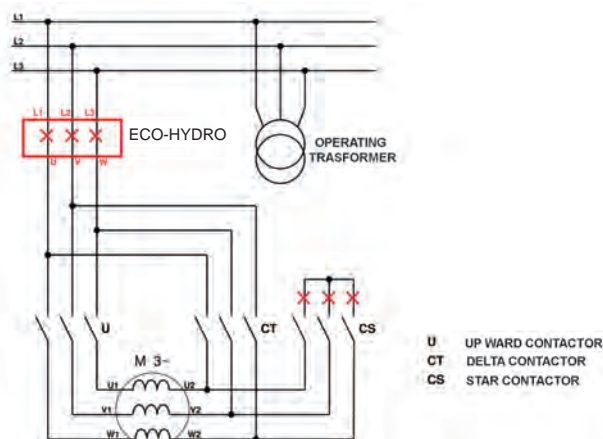 L1
L2
L3
L1 L2 L3
ECO-HYDRO
U V W
OPERATING
TRASFORMER
U
CT
CS
M 3~
U1 U2
V1 V2
W1 W2
U UP WARD CONTACTOR
CT DELTA CONTACTOR
CS STAR CONTACTOR